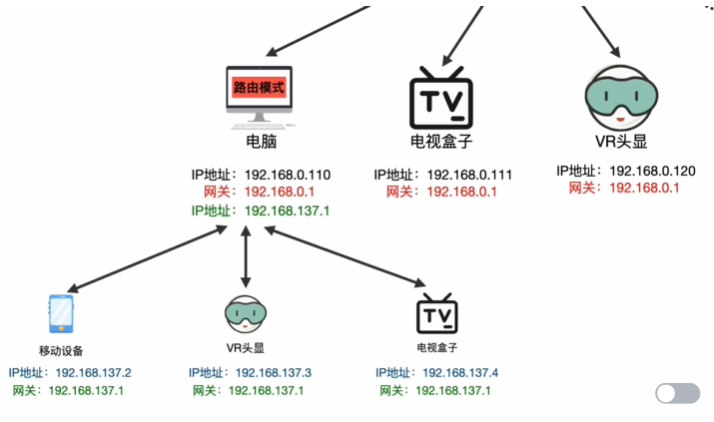 路由模式
TV
电脑
电视盒子
VR头显
IP地址：192.168.0.110
网关：192.168.0.1
IP地址：192.168.137.1
IP地址：192.168.0.111
网关：192.168.0.1
IP地址：192.168.0.120
网关：192.168.0.1
TV
移动设备
VR头显
电视盒子
IP地址：192.168.137.2
网关：192.168.137.1
IP地址：192.168.137.3
网关：192.168.137.1
IP地址：192.168.137.4
网关：192.168.137.1